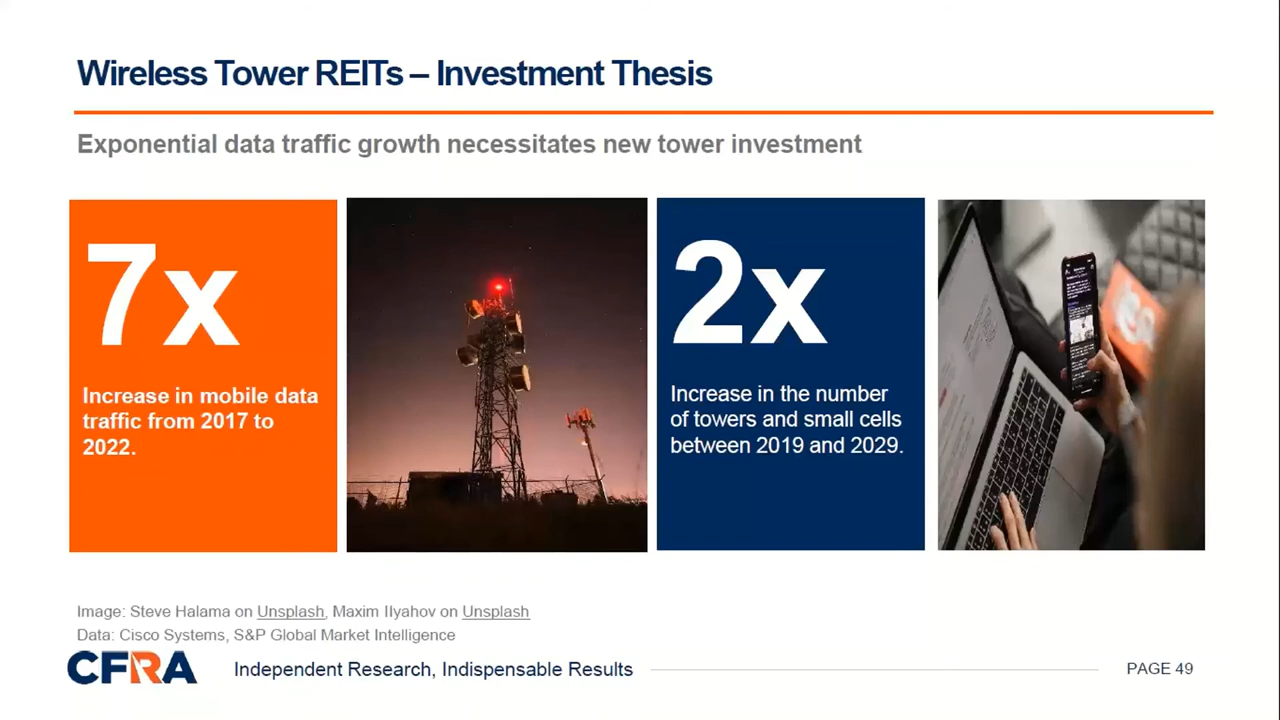 Wireless Tower REITs – Investment Thesis
Exponential data traffic growth necessitates new tower investment
7x
Increase in mobile data
traffic from 2017 to
2022.
2x
Increase in the number
of towers and small cells
between 2019 and 2029.
Image: Steve Halama on Unsplash, Maxim Ilyahov on Unsplash
Data: Cisco Systems, S&P Global Market Intelligence
CFRA
Independent Research, Indispensable Results
PAGE 49